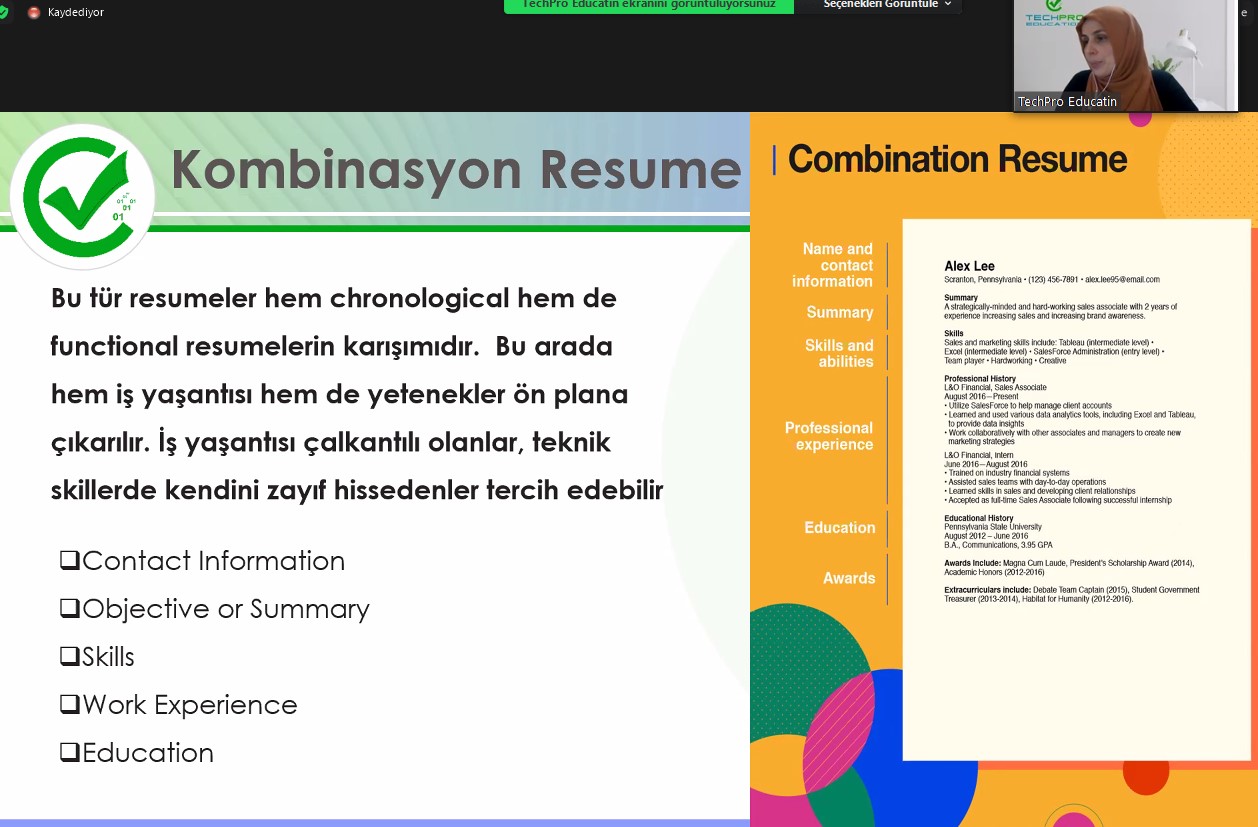 Kaydediyor
TechPro Educatin ekranını görüntülüyorsunuz
Seçenekleri Görüntüle
e
TECHPRO
EDUCATION
TechPro Educatin
Kombinasyon Resume
01 01
01
01
Bu tür resumeler hem chronological hem de
functional resumelerin karışımıdır.  Bu arada
hem iş yaşantısı hem de yetenekler ön plana
çıkarılır. İş yaşantısı çalkantılı olanlar, teknik
skillerde kendini zayıf hissedenler tercih edebilir
❑Contact Information
❑Objective or Summary
❑Skills
❑Work Experience
❑Education
Combination Resume
Name and
contact
information
Summary
Skills and
abilities
Professional
experience
Education
Awards
Alex Lee
Scranton, Pennsylvania • (123) 456-7891 • alex.lee95@email.com
Summary
A strategically-minded and hard-working sales associate with 2 years of
experience increasing sales and increasing brand awareness.
Skills
Sales and marketing skills include: Tableau (intermediate level) •
Excel (intermediate level) • SalesForce Administration (entry level) •
Team player • Hardworking • Creative
Professional History
L&O Financial, Sales Associate
August 2016—Present
• Utilize SalesForce to help manage client accounts
• Learned and used various data analytics tools, including Excel and Tableau,
to provide data insights
• Work collaboratively with other associates and managers to create new
marketing strategies
L&O Financial, Intern
June 2016—August 2016
• Trained on industry financial systems
• Assisted sales teams with day-to-day operations
• Learned skills in sales and developing client relationships
• Accepted as full-time Sales Associate following successful internship
Educational History
Pennsylvania State University
August 2012 – June 2016
B.A., Communications, 3.95 GPA
Awards Include: Magna Cum Laude, President's Scholarship Award (2014),
Academic Honors (2012-2016)
Extracurriculars include: Debate Team Captain (2015), Student Government
Treasurer (2013-2014), Habitat for Humanity (2012-2016).